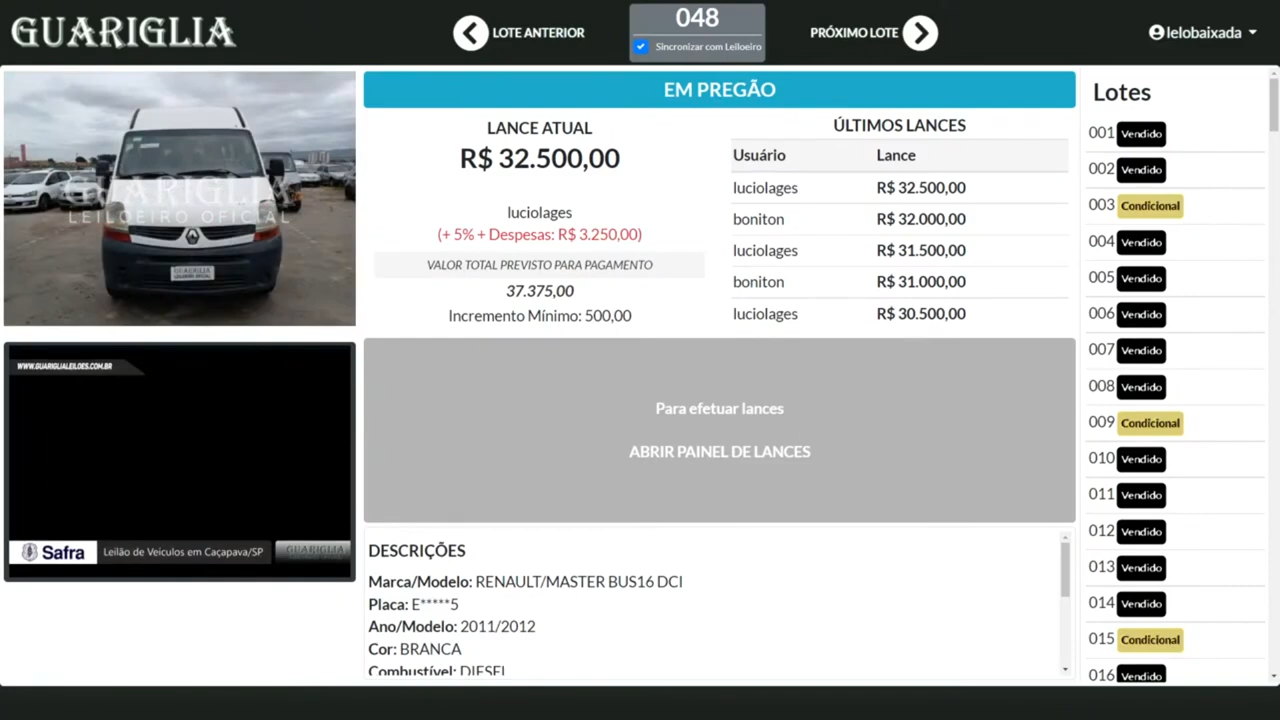 GUARIGLIA
LOTE ANTERIOR
048
Sincronizar com Leiloeiro
PRÓXIMO LOTE
lelobaixada
GUARIGLIA
LEILOEIRO OFICIAL
EM PREGÃO
LANCE ATUAL
R$ 32.500,00
luciolages
(+ 5% + Despesas: R$ 3.250,00)
VALOR TOTAL PREVISTO PARA PAGAMENTO
37.375,00
Incremento Mínimo: 500,00
ÚLTIMOS LANCES
Usuário Lance
luciolages R$ 32.500,00
boniton R$ 32.000,00
luciolages R$ 31.500,00
boniton R$ 31.000,00
luciolages R$ 30.500,00
WWW.GUARIGLIALEILOES.COM.BR
Safra Leilão de Veiculos em Caçapava/SP GUARIGLIA
Para efetuar lances
ABRIR PAINEL DE LANCES
DESCRIÇÕES
Marca/Modelo: RENAULT/MASTER BUS16 DCI
Placa: E*****5
Ano/Modelo: 2011/2012
Cor: BRANCA
Combustível: DIESEL
Lotes
001 Vendido
002 Vendido
003 Condicional
004 Vendido
005 Vendido
006 Vendido
007 Vendido
008 Vendido
009 Condicional
010 Vendido
011 Vendido
012 Vendido
013 Vendido
014 Vendido
015 Condicional
016 Vendido